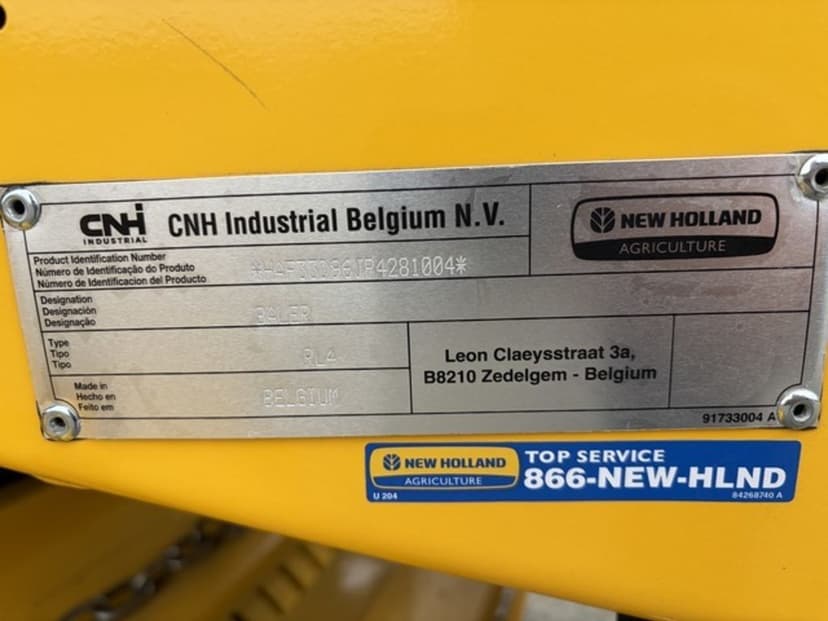 CNH
INDUSTRIAL
CNH Industrial Belgium N.V.
NEW HOLLAND
AGRICULTURE
Product Identification Number
Número de Identificação do Produto
Número de Identificacion del Producto
Designation
Designación
Designação
BALER
Type
Tipo
Tipo
Made in
Hecho en
Feito em
BELGIUM
Leon Claeysstraat 3a,
B8210 Zedelgem - Belgium
91733004 A
NEW HOLLAND
AGRICULTURE
U 204
TOP SERVICE
866-NEW-HLND
84268740 A